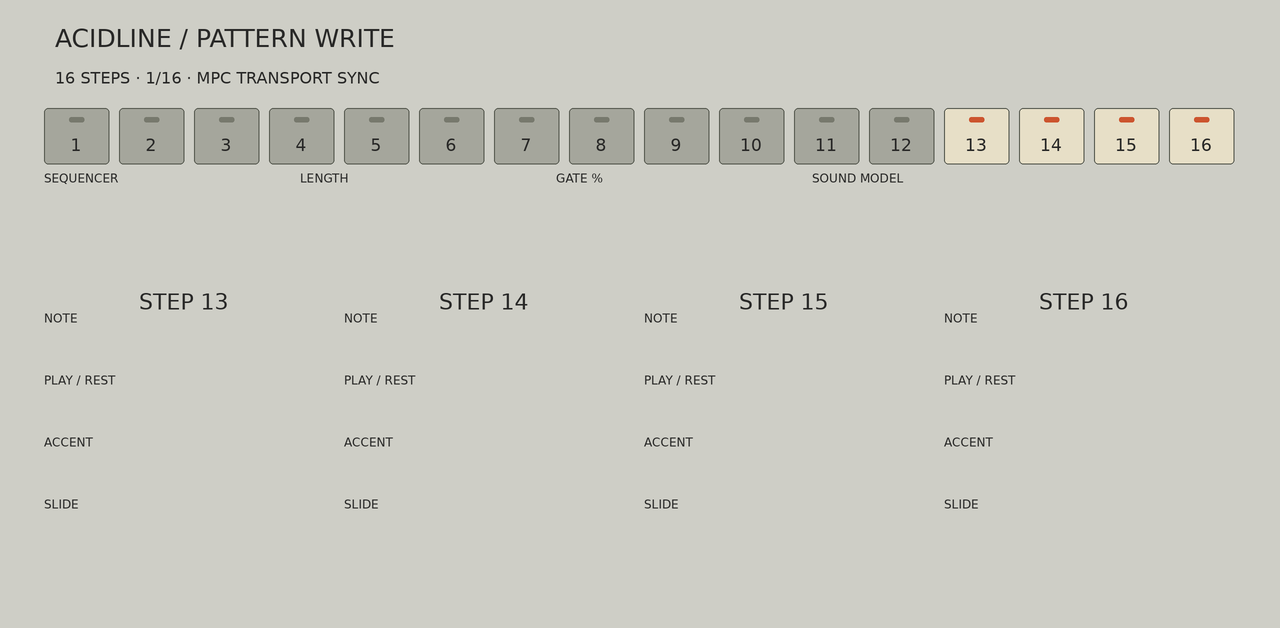 ACIDLINE / PATTERN WRITE
16 STEPS · 1/16 · MPC TRANSPORT SYNC
1 2 3 4 5 6 7 8 9 10 11 12 13 14 15 16
SEQUENCER LENGTH GATE % SOUND MODEL
STEP 13 STEP 14 STEP 15 STEP 16
NOTE NOTE NOTE NOTE
PLAY / REST PLAY / REST PLAY / REST PLAY / REST
ACCENT ACCENT ACCENT ACCENT
SLIDE SLIDE SLIDE SLIDE